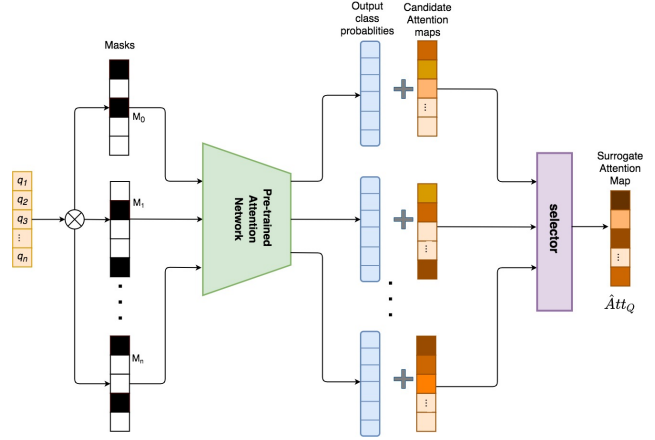 Output
class
probablities
Candidate
Attention
maps
Masks
M0
q1
q2
q3
...
qn
M1
Mn
Pre-trained
Attention
Network
+
...
+
...
+
...
selector
Surrogate
Attention
Map
...
Âtt_Q